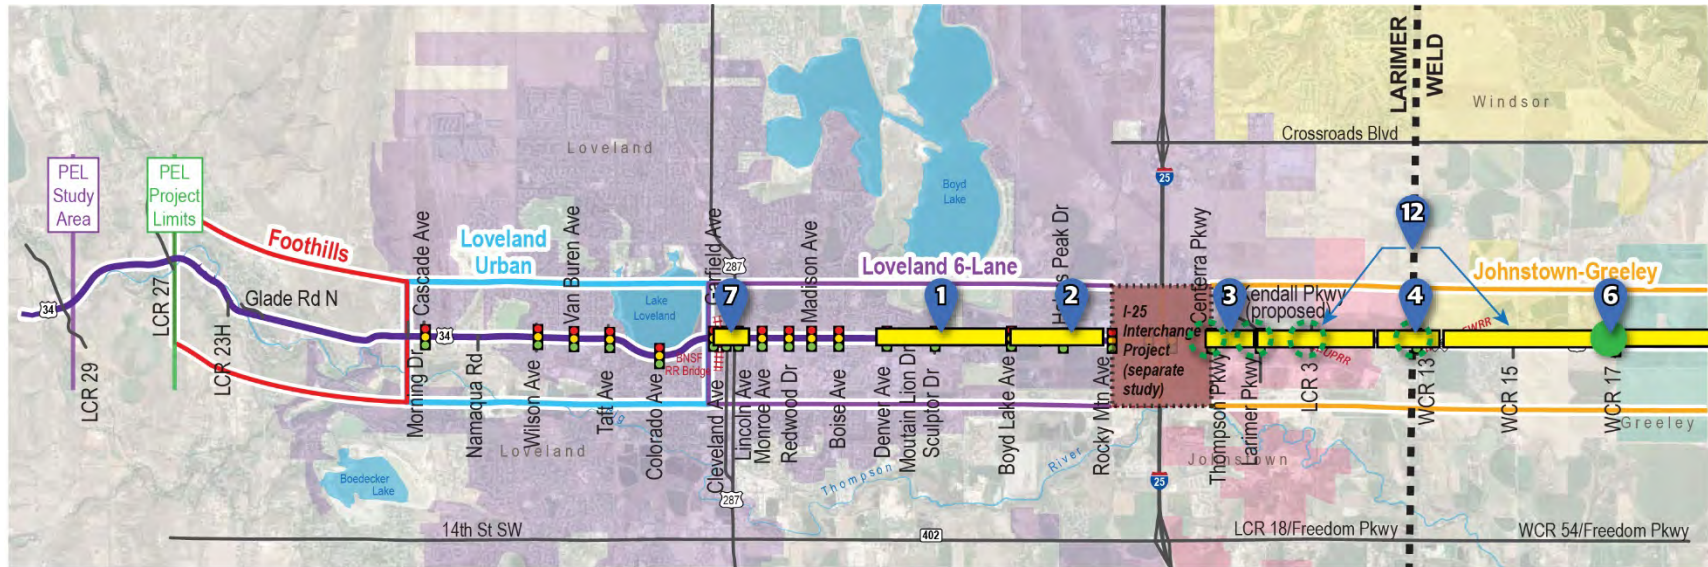 LARIMER
WELD
Windsor
Crossroads Blvd
Loveland
PEL
Study
Area
PEL
Project
Limits
25
Boyd
Lake
12
Foothills
Loveland
Urban
Loveland 6-Lane
Johnstown-Greeley
Cascade Ave
Van Buren Ave
Garfield Ave
287
Madison Ave
Centerra Pkwy
Kendall Pkwy
(proposed)
7
1
2
3
4
6
34
LCR 27
Glade Rd N
Lake
Loveland
34
I-25
Interchange
Project
(separate
study)
BNSF
RR Bridge
UPRR
LCR 29
LCR 23H
Morning Dr
Namaqua Rd
Wilson Ave
Taft Ave
Colorado Ave
Cleveland Ave
Lincoln Ave
Monroe Ave
Redwood Dr
Boise Ave
Denver Ave
Moutain Lion Dr
Sculptor Dr
Boyd Lake Ave
Rocky Mtn Ave
Thompson Pkwy
Larimer Pkwy
LCR 3
WCR 13
WCR 15
WCR 17
Greeley
Loveland
Johnstown
Thompson
River
Boedecker
Lake
25
287
14th St SW
402
LCR 18/Freedom Pkwy
WCR 54/Freedom Pkwy